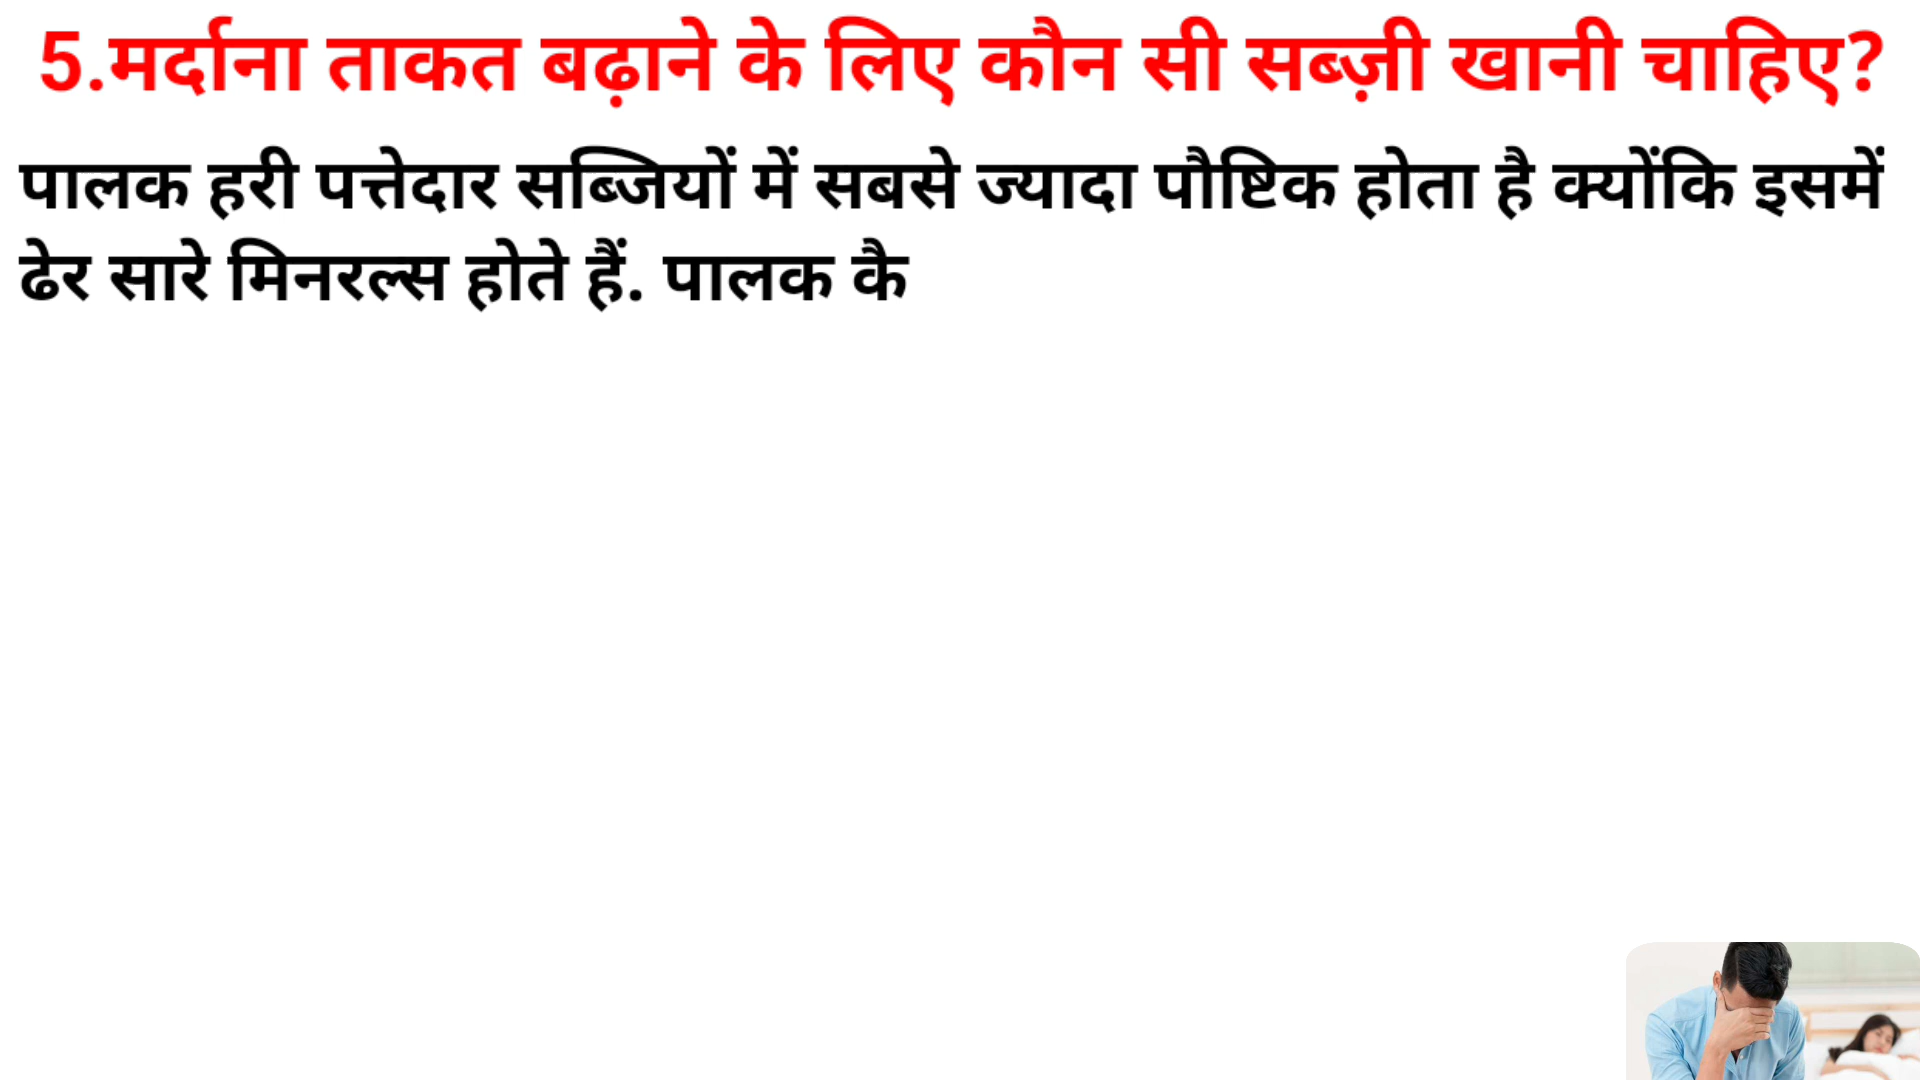 5.मर्दाना ताकत बढ़ाने के लिए कौन सी सब्ज़ी खानी चाहिए?
पालक हरी पत्तेदार सब्जियों में सबसे ज्यादा पौष्टिक होता है क्योंकि इसमें
ढेर सारे मिनरल्स होते हैं. पालक कै